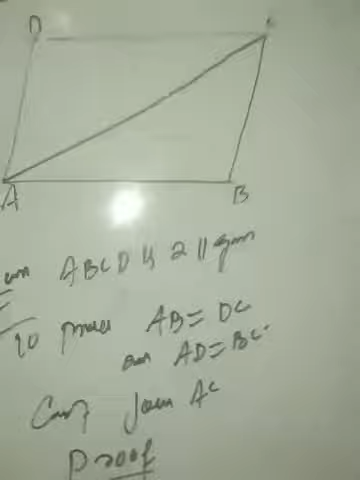 D C
A B
ABCD is a ||gm
To prove AB = DC
AD = BC
Const Join AC
Proof